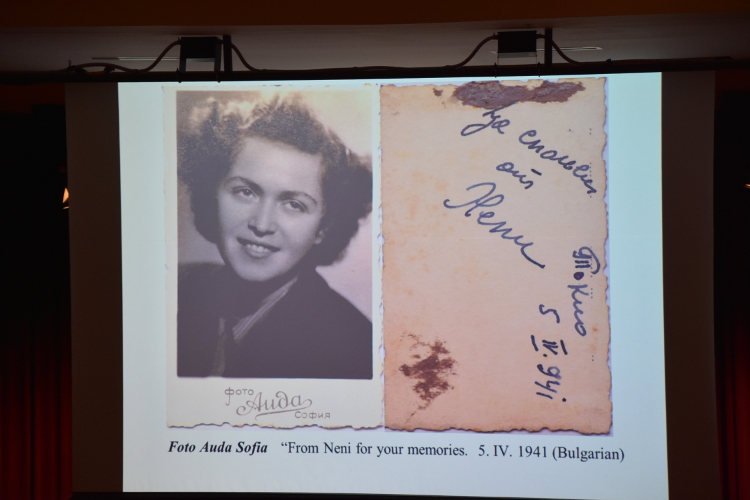 фото
Аида
София
За спомен
от
Нени
Токио
5 IV. 941
Foto Auda Sofia “From Neni for your memories. 5. IV. 1941 (Bulgarian)